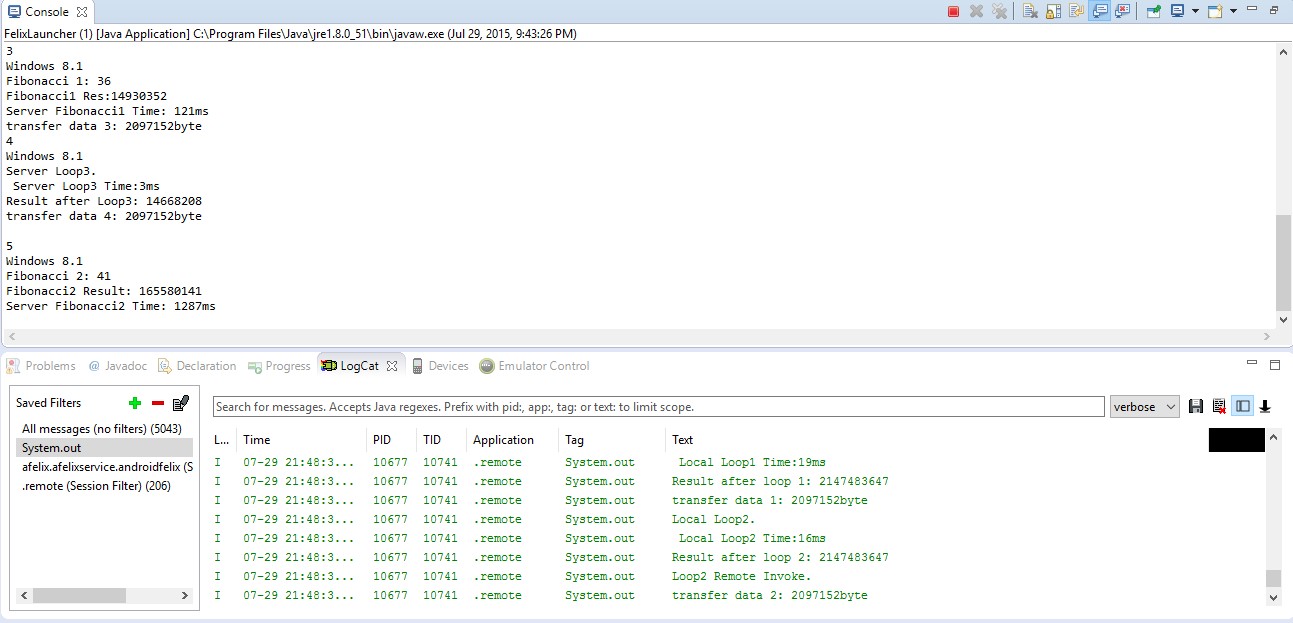 Console
FelixLauncher (1) [Java Application] C:\Program Files\Java\jre1.8.0_51\bin\javaw.exe (Jul 29, 2015, 9:43:26 PM)
3
Windows 8.1
Fibonacci 1: 36
Fibonacci1 Res:14930352
Server Fibonacci1 Time: 121ms
transfer data 3: 2097152byte
4
Windows 8.1
Server Loop3.
Server Loop3 Time:3ms
Result after Loop3: 14668208
transfer data 4: 2097152byte
5
Windows 8.1
Fibonacci 2: 41
Fibonacci2 Result: 165580141
Server Fibonacci2 Time: 1287ms
Problems @ Javadoc Declaration Progress LogCat Devices Emulator Control
Saved Filters
All messages (no filters) (5043)
System.out
afelix.afelixservice.androidfelix (S
.remote (Session Filter) (206)
Search for messages. Accepts Java regexes. Prefix with pid:, app:, tag: or text: to limit scope.
verbose
L... Time PID TID Application Tag Text
I 07-29 21:48:3... 10677 10741 .remote System.out Local Loop1 Time:19ms
I 07-29 21:48:3... 10677 10741 .remote System.out Result after loop 1: 2147483647
I 07-29 21:48:3... 10677 10741 .remote System.out transfer data 1: 2097152byte
I 07-29 21:48:3... 10677 10741 .remote System.out Local Loop2.
I 07-29 21:48:3... 10677 10741 .remote System.out Local Loop2 Time:16ms
I 07-29 21:48:3... 10677 10741 .remote System.out Result after loop 2: 2147483647
I 07-29 21:48:3... 10677 10741 .remote System.out Loop2 Remote Invoke.
I 07-29 21:48:3... 10677 10741 .remote System.out transfer data 2: 2097152byte